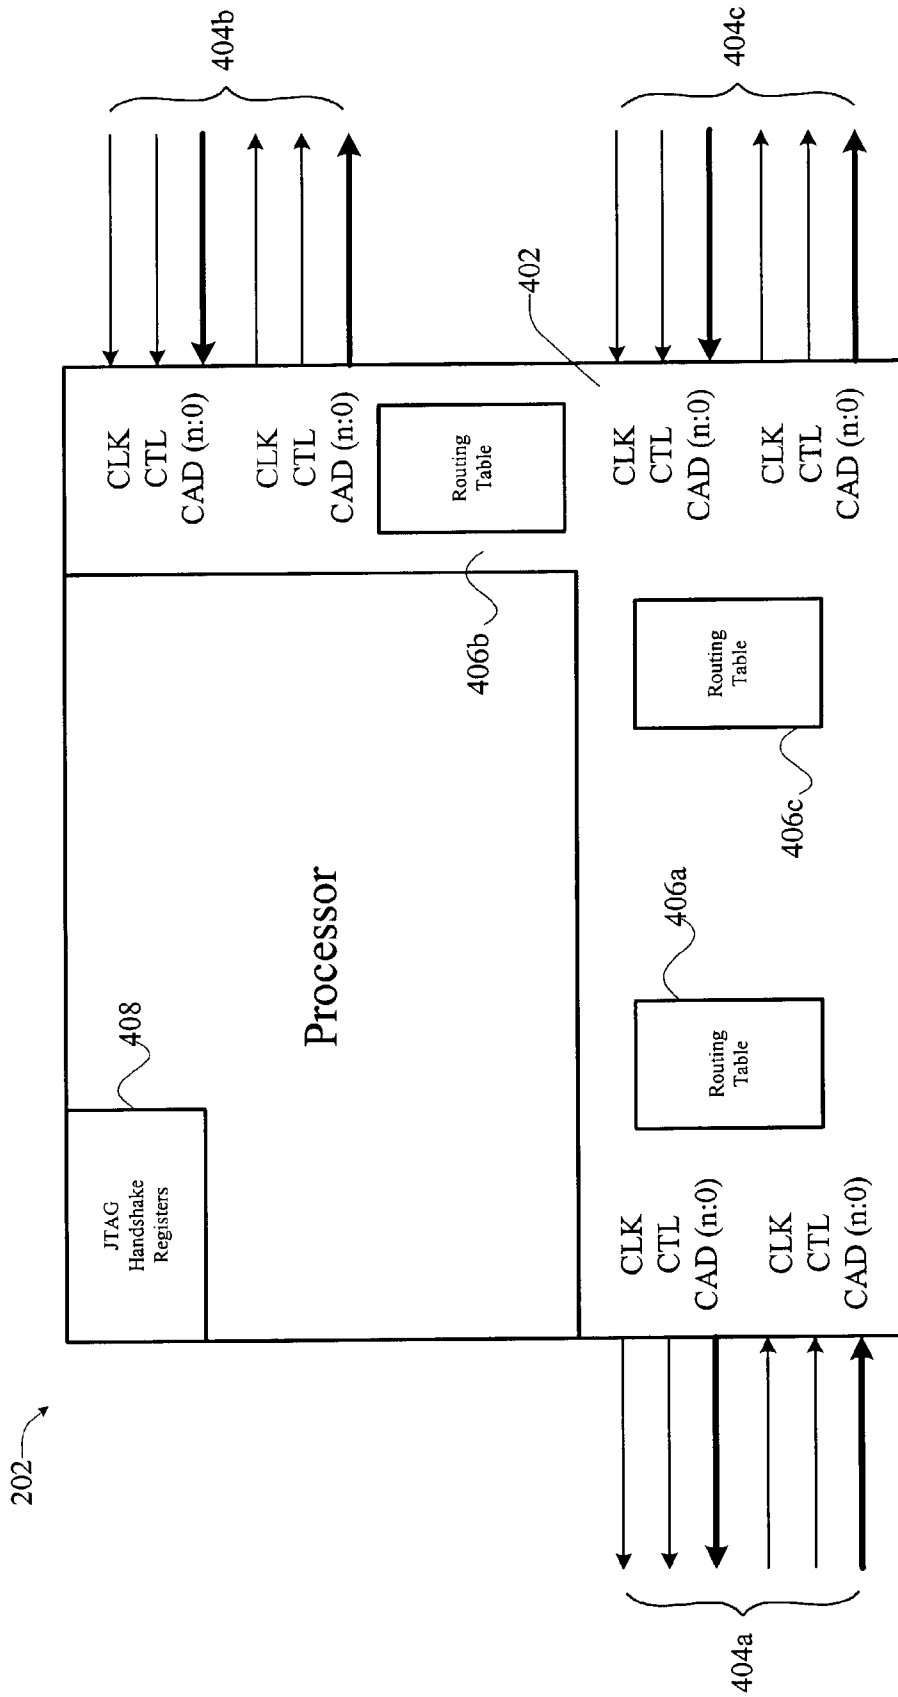 202
JTAG
Handshake
Registers
408
Processor
CLK
CTL
CAD (n:0)
CLK
CTL
CAD (n:0)
404b
Routing
Table
406b
402
CLK
CTL
CAD (n:0)
CLK
CTL
CAD (n:0)
404a
Routing
Table
406a
Routing
Table
406c
CLK
CTL
CAD (n:0)
CLK
CTL
CAD (n:0)
404c